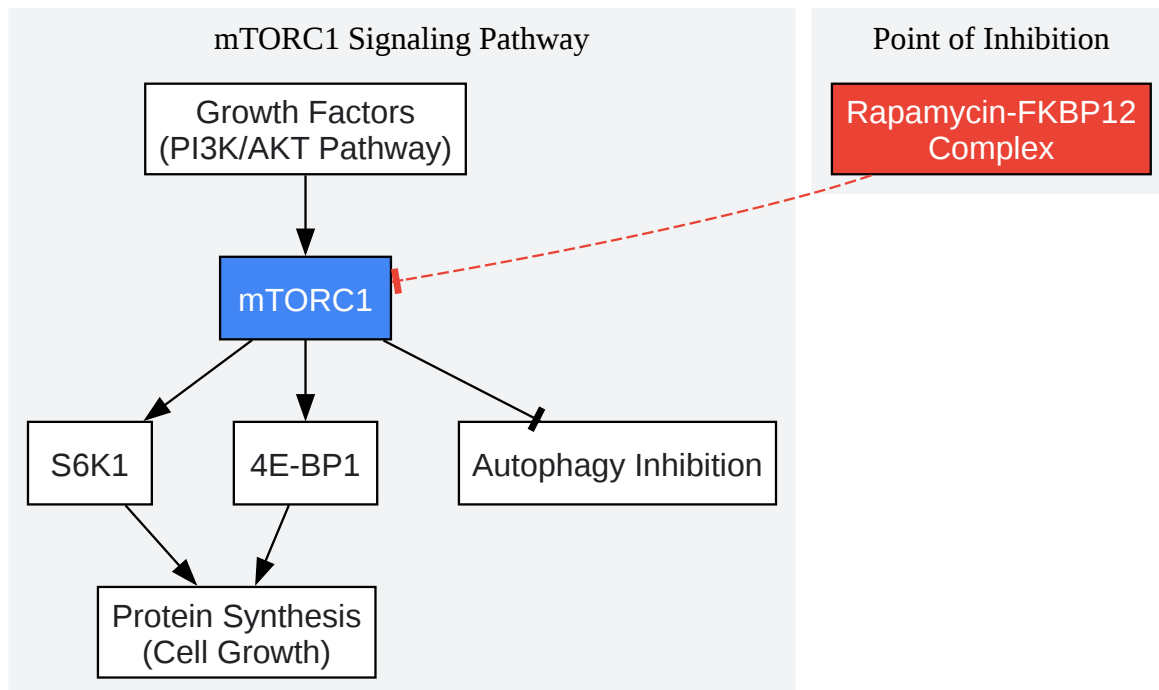 mTORC1 Signaling Pathway
Point of Inhibition
Growth Factors
(PI3K/AKT Pathway)
Rapamycin-FKBP12
Complex
mTORC1
S6K1
4E-BP1
Autophagy Inhibition
Protein Synthesis
(Cell Growth)